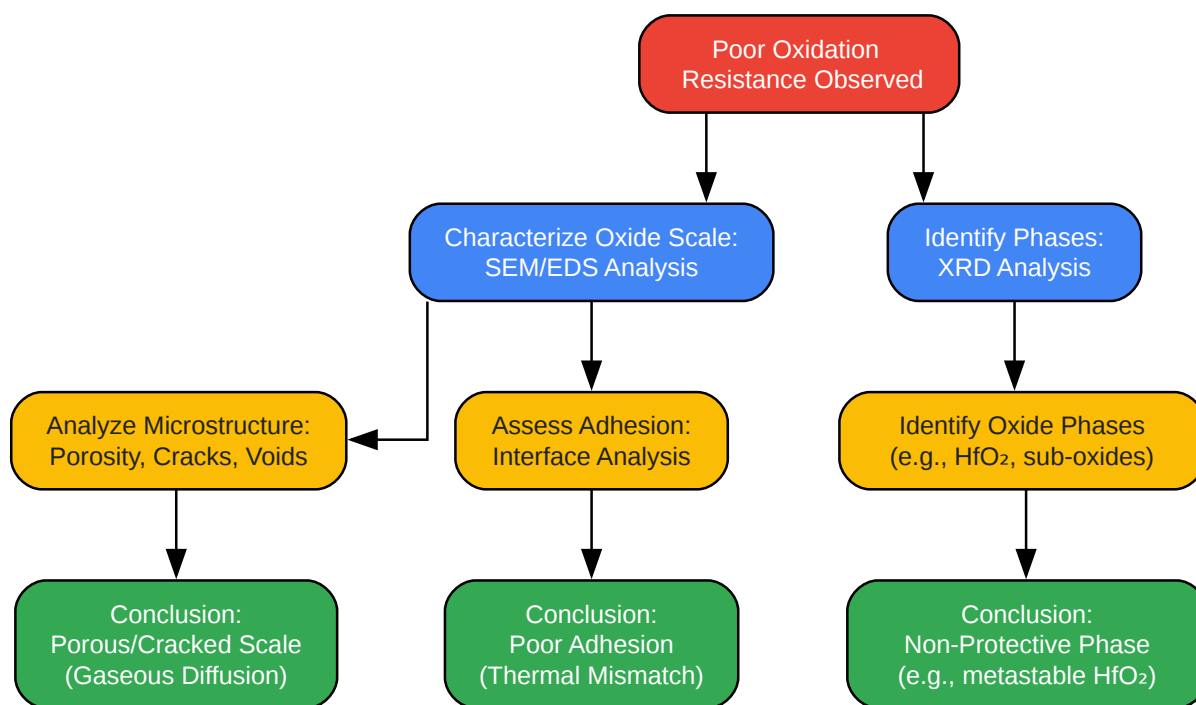 Poor Oxidation
Resistance Observed
Characterize Oxide Scale:
SEM/EDS Analysis
Identify Phases:
XRD Analysis
Analyze Microstructure:
Porosity, Cracks, Voids
Assess Adhesion:
Interface Analysis
Identify Oxide Phases
(e.g., HfO₂, sub-oxides)
Conclusion:
Porous/Cracked Scale
(Gaseous Diffusion)
Conclusion:
Poor Adhesion
(Thermal Mismatch)
Conclusion:
Non-Protective Phase
(e.g., metastable HfO₂)